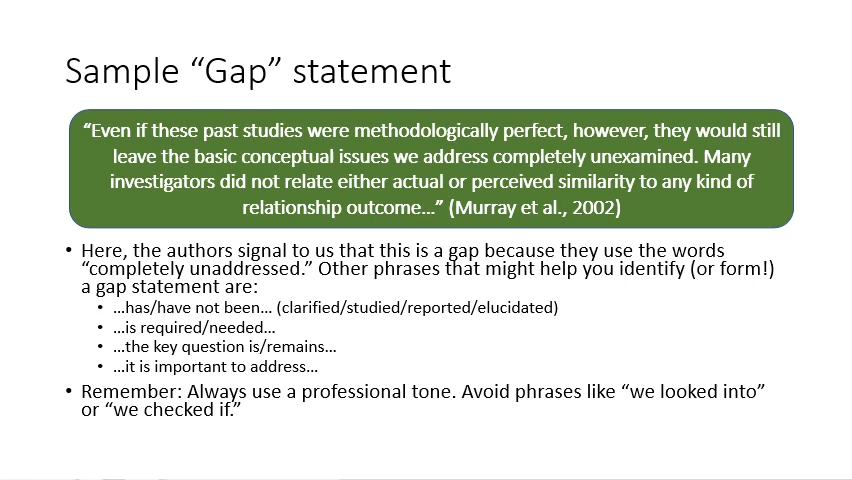 Sample “Gap” statement
“Even if these past studies were methodologically perfect, however, they would still
leave the basic conceptual issues we address completely unexamined. Many
investigators did not relate either actual or perceived similarity to any kind of
relationship outcome…” (Murray et al., 2002)
• Here, the authors signal to us that this is a gap because they use the words
“completely unaddressed.” Other phrases that might help you identify (or form!)
a gap statement are:
• …has/have not been… (clarified/studied/reported/elucidated)
• …is required/needed…
• …the key question is/remains…
• …it is important to address…
• Remember: Always use a professional tone. Avoid phrases like “we looked into”
or “we checked if.”